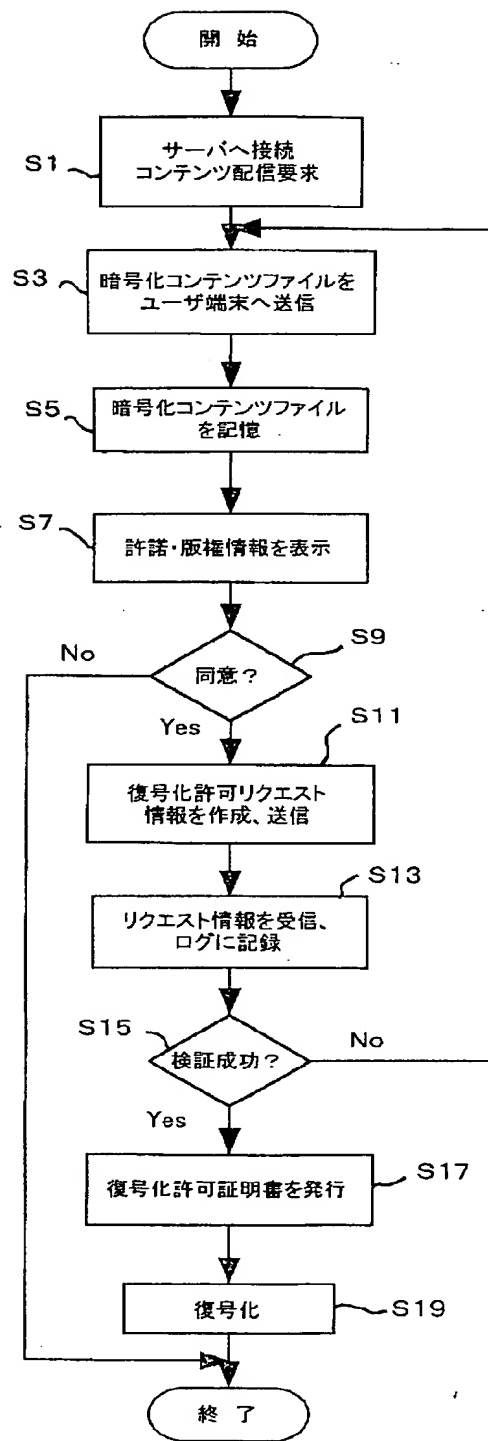 開 始
S1
サーバへ接続
コンテンツ配信要求
S3
暗号化コンテンツファイルを
ユーザ端末へ送信
S5
暗号化コンテンツファイル
を記憶
S7
許諾・版権情報を表示
S9
No
同意?
Yes
S11
復号化許可リクエスト
情報を作成、送信
S13
リクエスト情報を受信、
ログに記録
S15
検証成功?
No
Yes
S17
復号化許可証明書を発行
S19
復号化
終 了